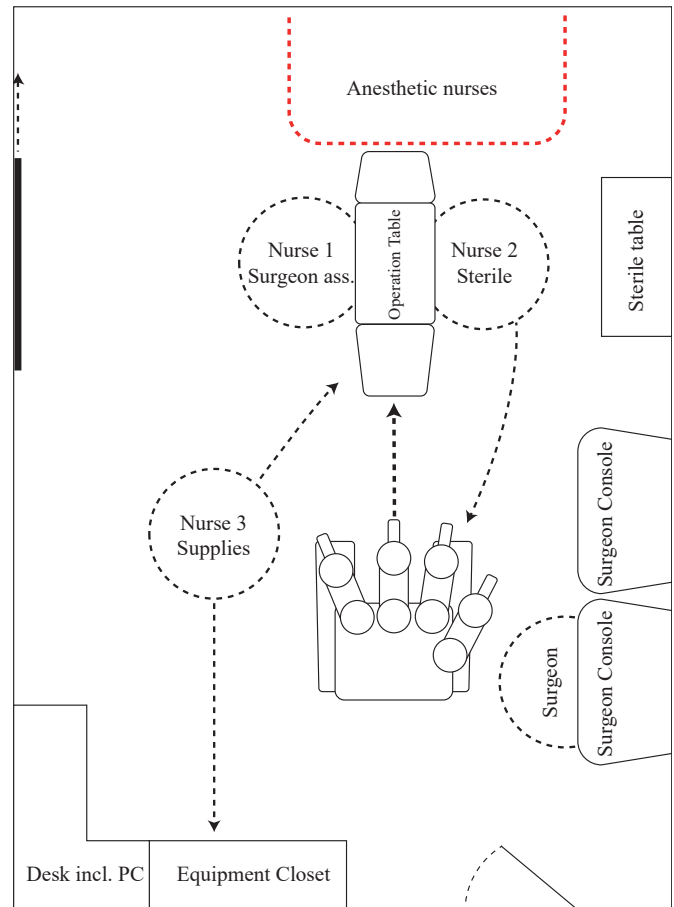 Anesthetic nurses
Nurse 1
Surgeon ass.
Operation Table
Nurse 2
Sterile
Sterile table
Nurse 3
Supplies
Surgeon Console
Surgeon
Surgeon Console
Desk incl. PC
Equipment Closet